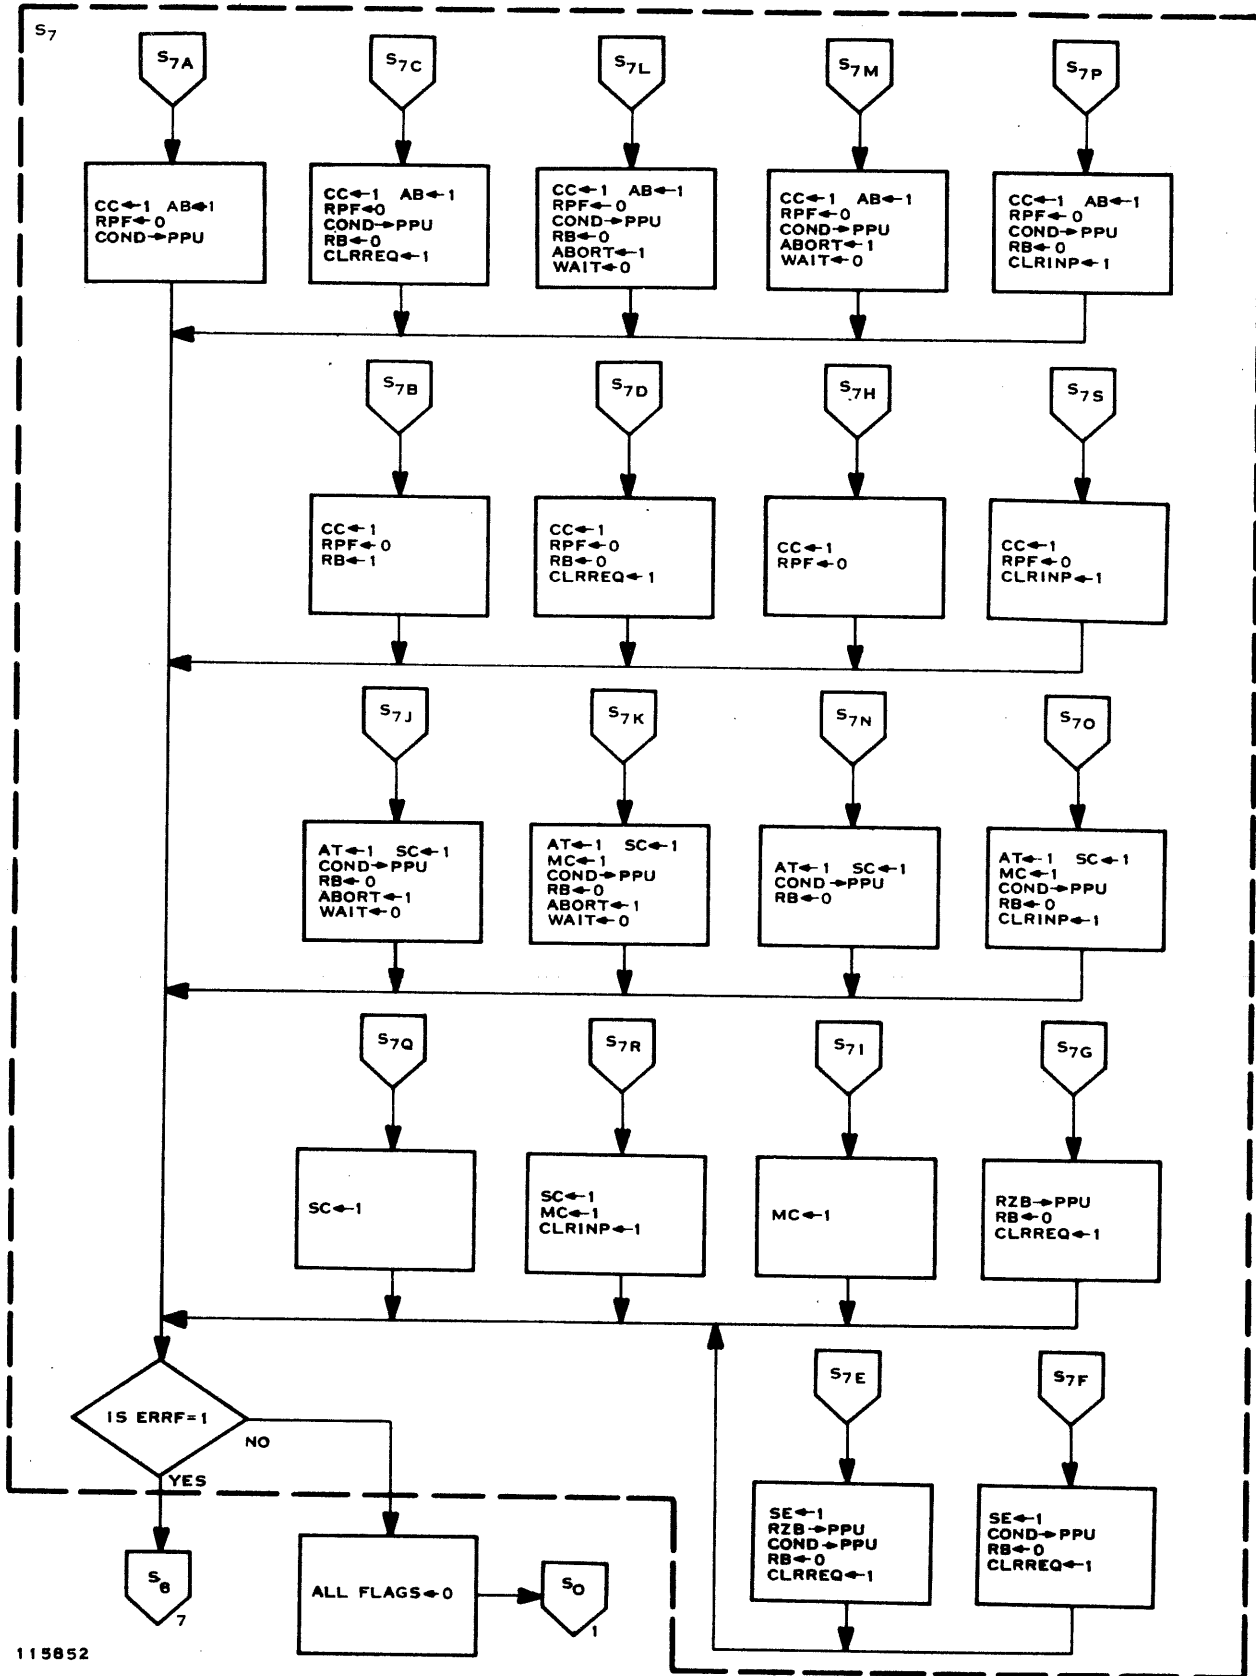 S7
S7A
S7C
S7L
S7M
S7P
CC←1 AB←1
RPF←0
COND→PPU
CC←1 AB←1
RPF←0
COND→PPU
RB←0
CLRREQ←1
CC←1 AB←1
RPF←0
COND→PPU
RB←0
ABORT←1
WAIT←0
CC←1 AB←1
RPF←0
COND→PPU
ABORT←1
WAIT←0
CC←1 AB←1
RPF←0
COND→PPU
RB←0
CLRINP←1
S7B
S7D
S7H
S7S
CC←1
RPF←0
RB←1
CC←1
RPF←0
RB←0
CLRREQ←1
CC←1
RPF←0
CC←1
RPF←0
CLRINP←1
S7J
S7K
S7N
S7O
AT←1 SC←1
COND→PPU
RB←0
ABORT←1
WAIT←0
AT←1 SC←1
MC←1
COND→PPU
RB←0
ABORT←1
WAIT←0
AT←1 SC←1
COND→PPU
RB←0
AT←1 SC←1
MC←1
COND→PPU
RB←0
CLRINP←1
S7Q
S7R
S7I
S7G
SC←1
SC←1
MC←1
CLRINP←1
MC←1
RZB→PPU
RB←0
CLRREQ←1
S7E
S7F
IS ERRF=1
NO
YES
SE←1
RZB→PPU
COND→PPU
RB←0
CLRREQ←1
SE←1
COND→PPU
RB←0
CLRREQ←1
S6
7
ALL FLAGS←0
S0
1
115852